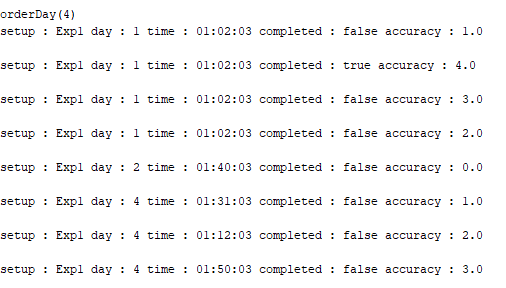 orderDay(4)
setup : Exp1 day : 1 time : 01:02:03 completed : false accuracy : 1.0
setup : Exp1 day : 1 time : 01:02:03 completed : true accuracy : 4.0
setup : Exp1 day : 1 time : 01:02:03 completed : false accuracy : 3.0
setup : Exp1 day : 1 time : 01:02:03 completed : false accuracy : 2.0
setup : Exp1 day : 2 time : 01:40:03 completed : false accuracy : 0.0
setup : Exp1 day : 4 time : 01:31:03 completed : false accuracy : 1.0
setup : Exp1 day : 4 time : 01:12:03 completed : false accuracy : 2.0
setup : Exp1 day : 4 time : 01:50:03 completed : false accuracy : 3.0